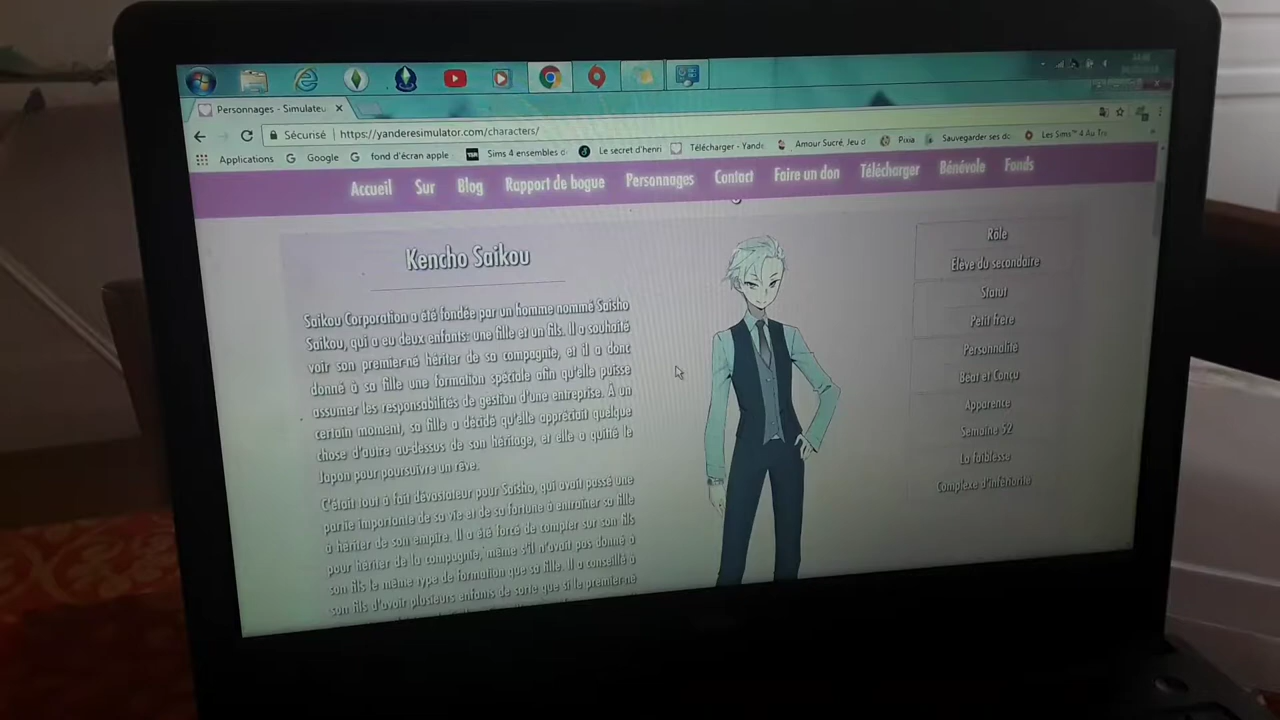 Personnages - Simulateu
Sécurisé
https://yanderesimulator.com/characters/
Applications
Google
fond d'écran apple
Sims 4 ensembles d
Le secret d'henri
Télécharger - Yand
Amour Sucré, Jeu d
Pixia
Sauvegarder ses do
Les Sims™ 4 Au Tra
Accueil Sur Blog Rapport de bogue Personnages Contact Faire un don Télécharger Bénévole Fonds
Kencho Saikou
Saikou Corporation a été fondée par un homme nommé Saisho
Saikou, qui a eu deux enfants: une fille et un fils. Il a souhaité
voir son premier-né hériter de sa compagnie, et il a donc
donné à sa fille une formation spéciale afin qu'elle puisse
assumer les responsabilités de gestion d'une entreprise. À un
certain moment, sa fille a décidé qu'elle appréciait quelque
chose d'autre au-dessus de son héritage, et elle a quitté le
Japon pour poursuivre un rêve.
C'était tout à fait dévastateur pour Saisho, qui avait passé une
partie importante de sa vie et de sa fortune à entraîner sa fille
à hériter de son empire. Il a été forcé de compter sur son fils
pour hériter de la compagnie, même s'il n'avait pas donné à
son fils le même type de formation que sa fille. Il a conseillé à
son fils d'avoir plusieurs enfants de sorte que si le premier-né
Rôle
Élève du secondaire
Statut
Petit frère
Personnalité
Béat et Conçu
Apparence
Semaine 52
La faiblesse
Complexe d'infériorité